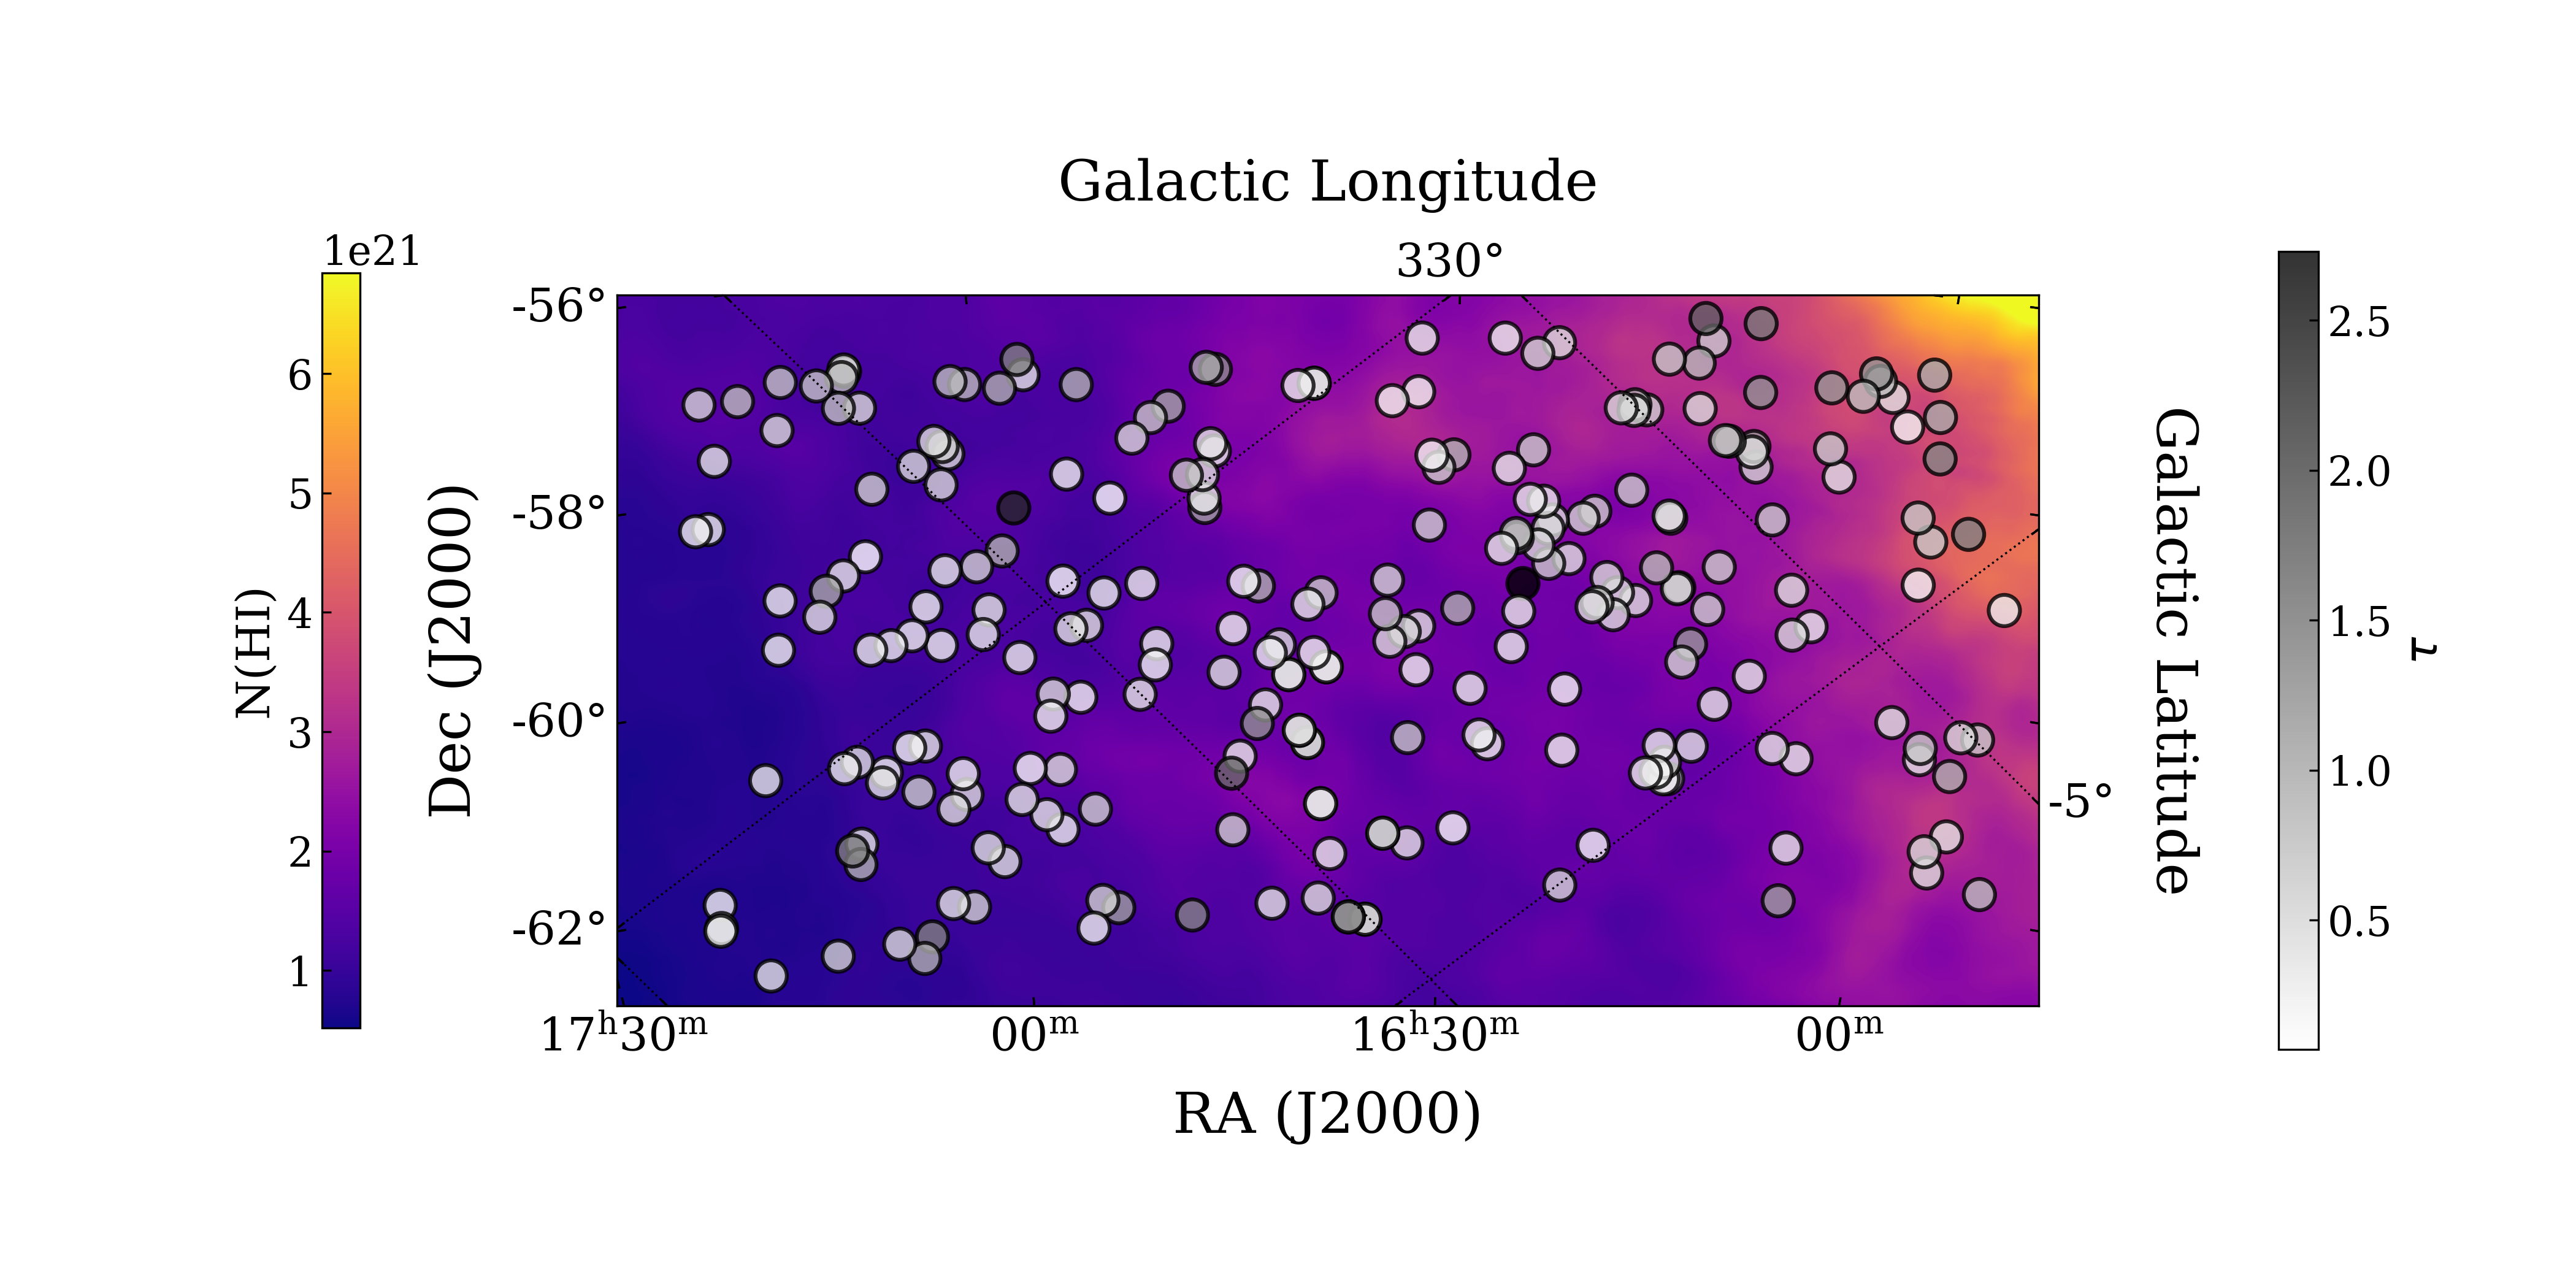 Galactic Longitude
330°
1e21
6
5
4
3
2
1
N(HI)
Dec (J2000)
-56°
-58°
-60°
-62°
17ʰ30ᵐ
00ᵐ
16ʰ30ᵐ
00ᵐ
RA (J2000)
-5°
Galactic Latitude
2.5
2.0
1.5
1.0
0.5
τ